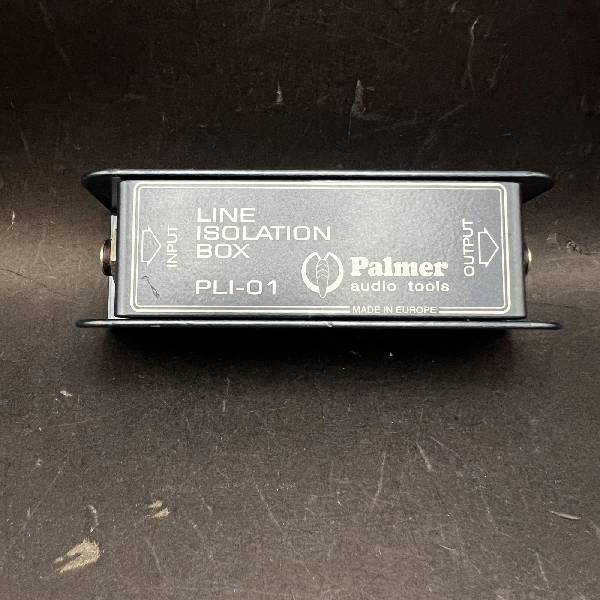 INPUT
LINE
ISOLATION
BOX
PLI-01
Palmer
audio tools
MADE IN EUROPE
OUTPUT